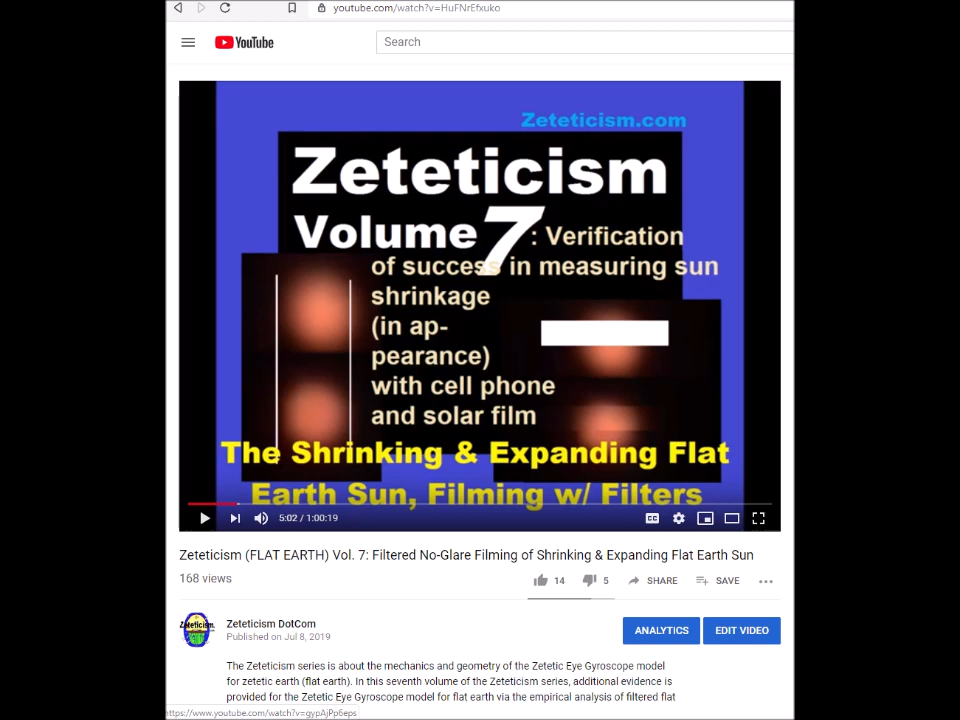 youtube.com/watch?v=HuFNrEfxuko
YouTube
Search
Zeteticism.com
Zeteticism
Volume 7: Verification
of success in measuring sun
shrinkage
(in ap-
pearance)
with cell phone
and solar film
The Shrinking & Expanding Flat
Earth Sun, Filming w/ Filters
5:02 / 1:00:19
CC
Zeteticism (FLAT EARTH) Vol. 7: Filtered No-Glare Filming of Shrinking & Expanding Flat Earth Sun
168 views
14 5 SHARE SAVE
Zeteticism.
Zeteticism DotCom
Published on Jul 8, 2019
ANALYTICS EDIT VIDEO
The Zeteticism series is about the mechanics and geometry of the Zetetic Eye Gyroscope model
for zetetic earth (flat earth). In this seventh volume of the Zeteticism series, additional evidence is
provided for the Zetetic Eye Gyroscope model for flat earth via the empirical analysis of filtered flat
https://www.youtube.com/watch?v=gypAjPp6eps